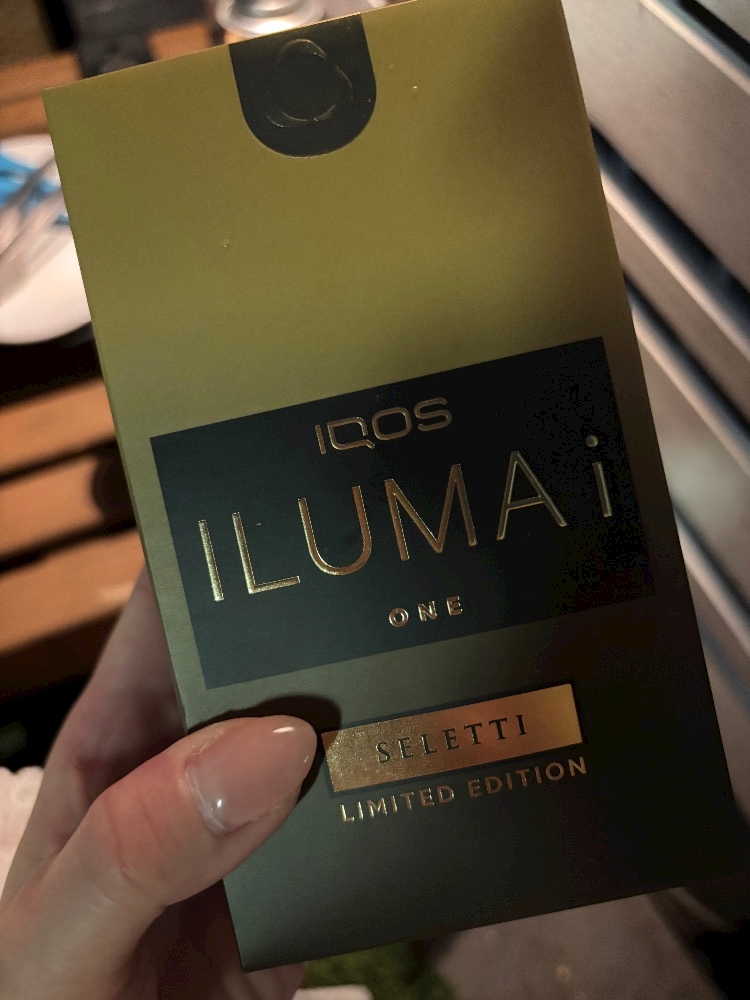 IQOS
ILUMA i
ONE
SELETTI
LIMITED EDITION